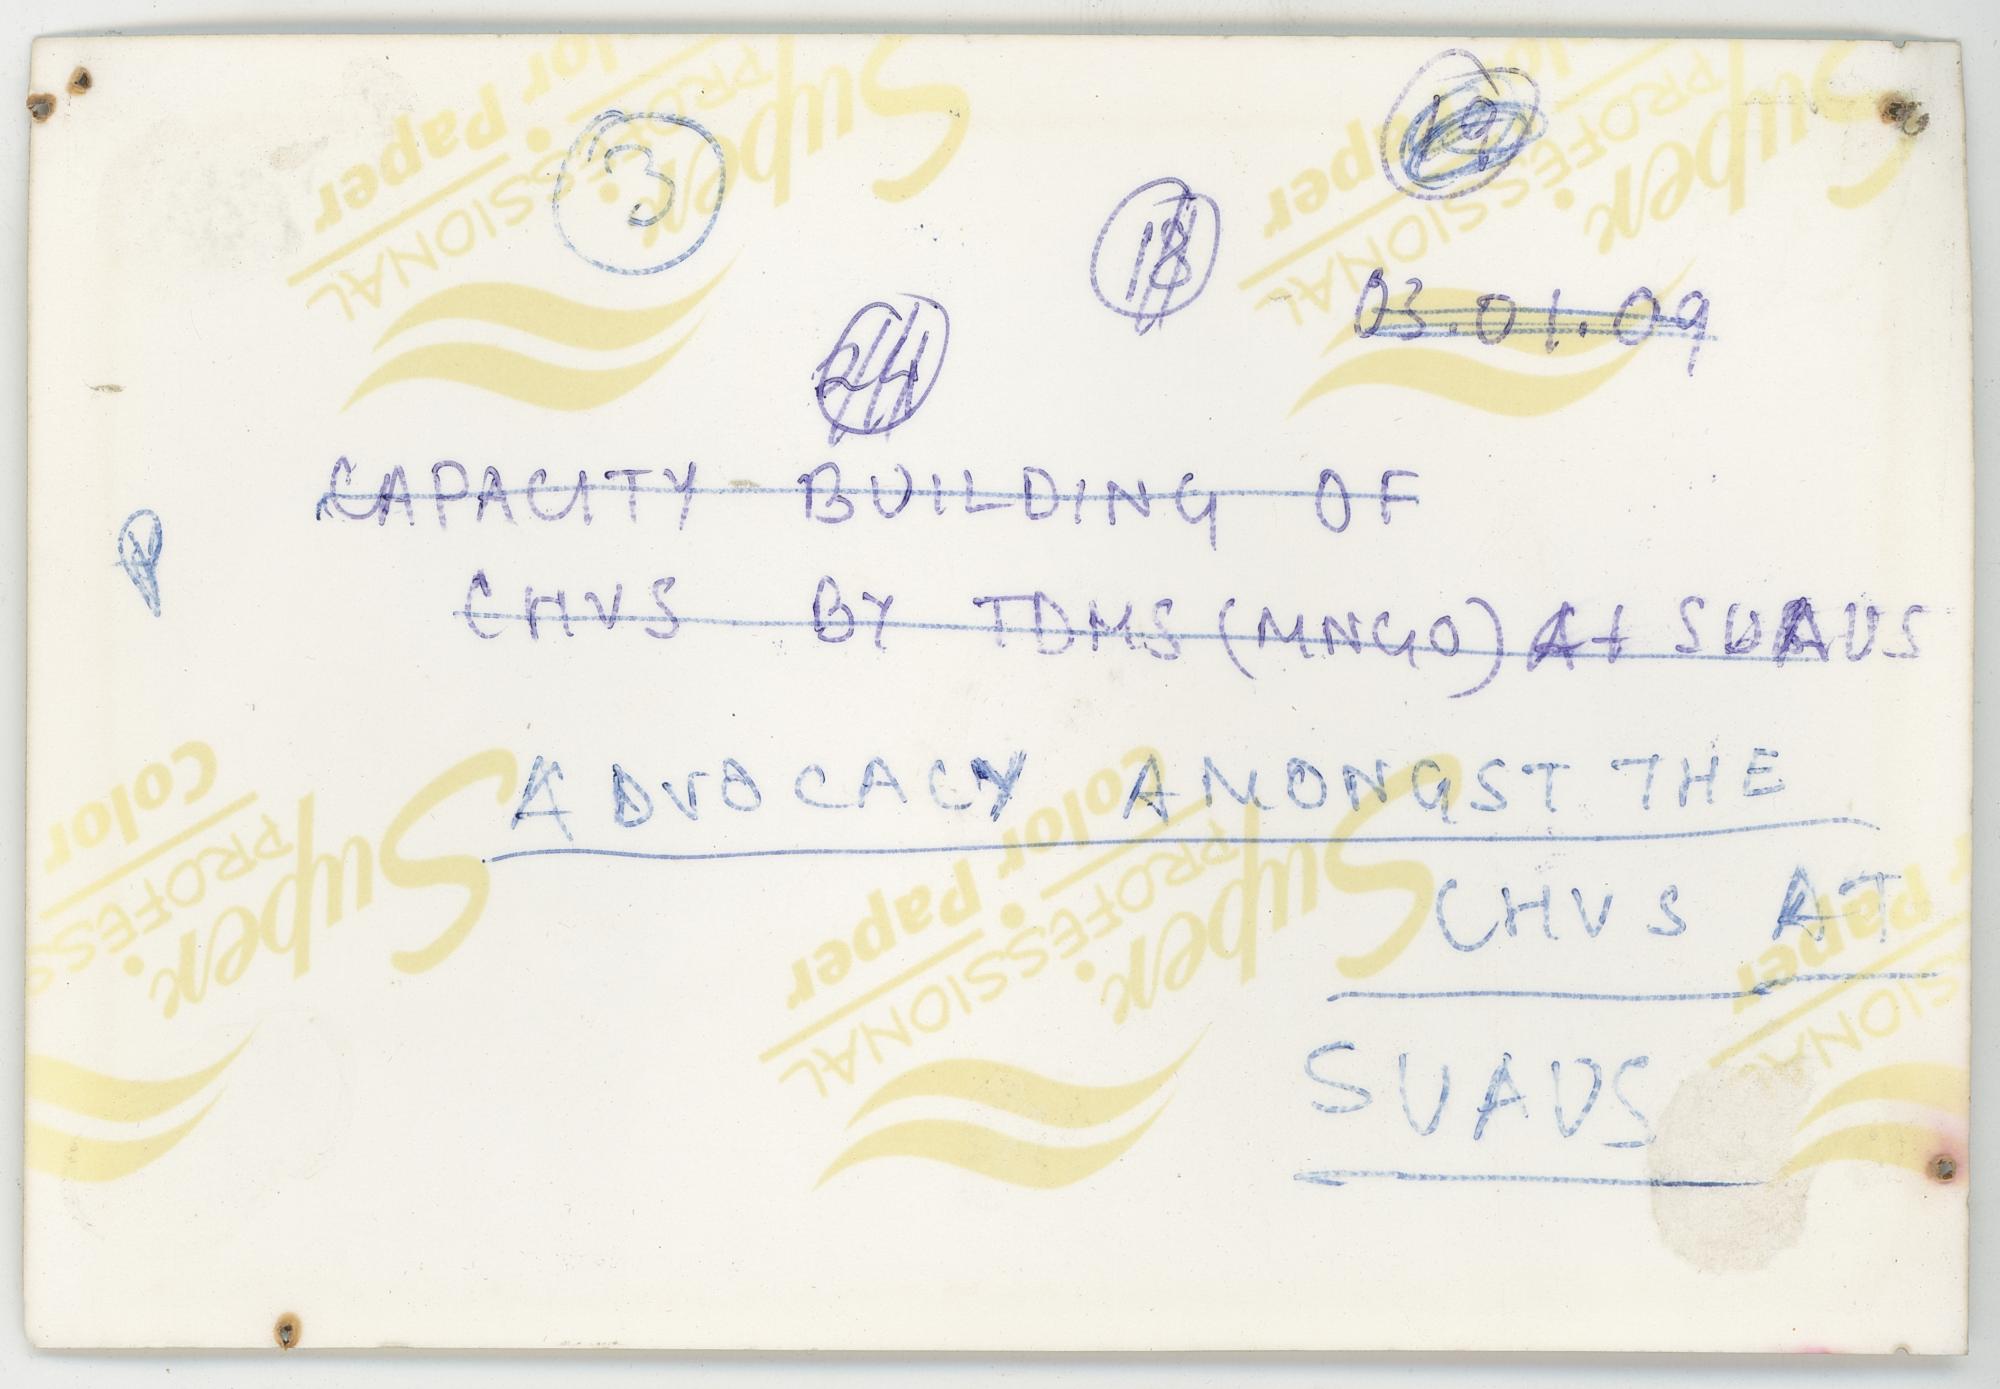 3
19
18
03.01.09
24
CAPACITY BUILDING OF
CHVS BY TDMS (MNGO) At SUAUS
ADVOCACY AMONGST THE
CHVS AT
SUAUS
Super.
PROFESSIONAL
Color Paper